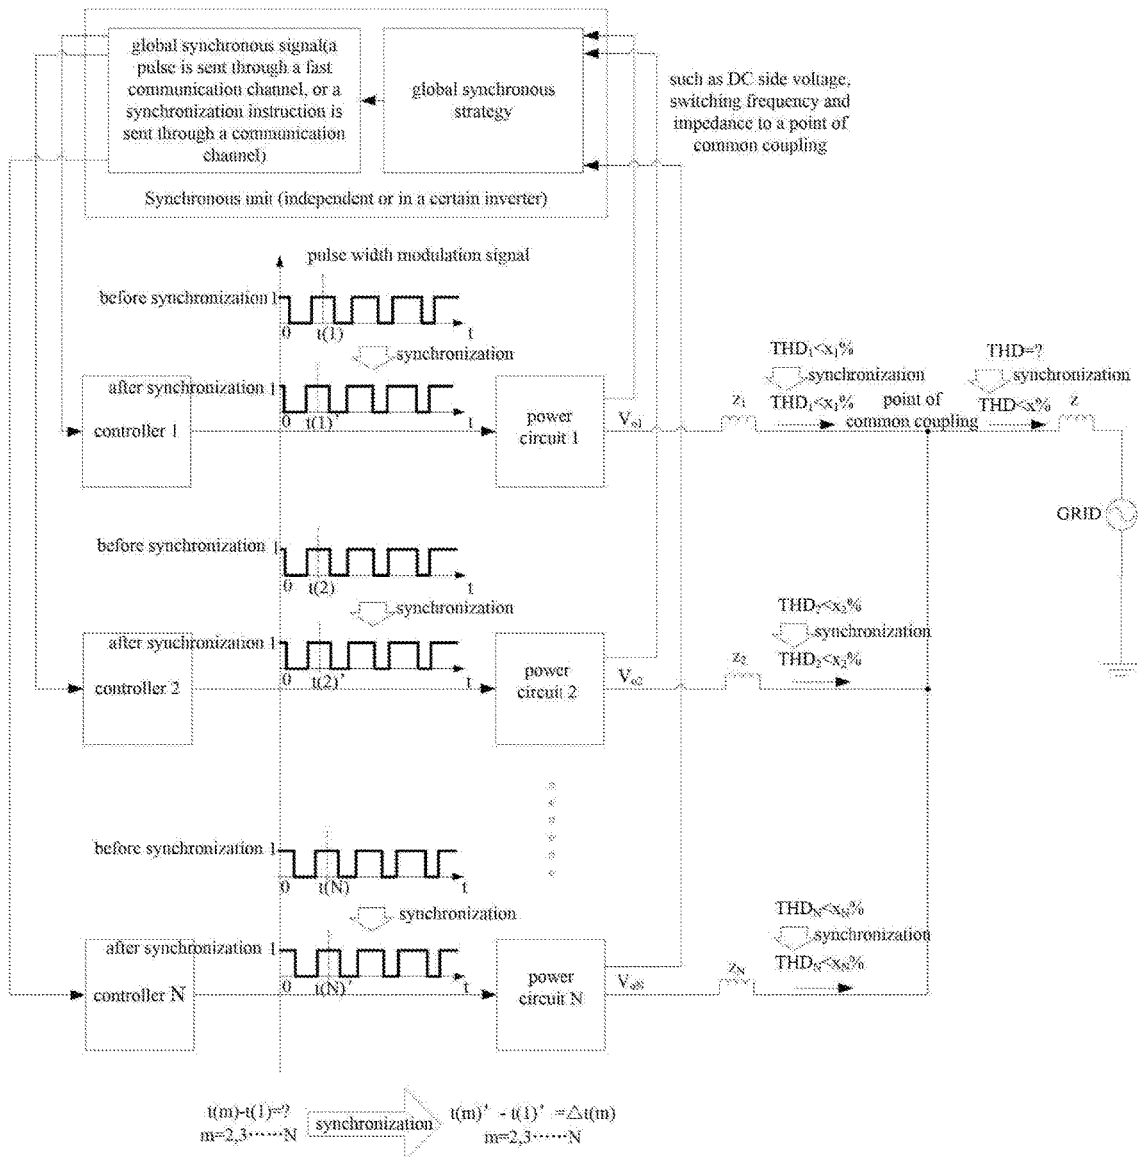 global synchronous signal(a
pulse is sent through a fast
communication channel, or a
synchronization instruction is
sent through a communication
channel)
global synchronous
strategy
such as DC side voltage,
switching frequency and
impedance to a point of
common coupling
Synchronous unit (independent or in a certain inverter)
pulse width modulation signal
before synchronization 1
0 t(1) t
synchronization
after synchronization 1
0 t(1)' t
controller 1
power
circuit 1
Vo1
z1
THD1<x1%
synchronization
THD1<x1%
point of
common coupling
THD=?
synchronization
THD<x%
z
GRID
before synchronization 1
0 t(2) t
synchronization
after synchronization 1
0 t(2)' t
controller 2
power
circuit 2
Vo2
z2
THD2<x2%
synchronization
THD2<x2%
before synchronization 1
0 t(N) t
synchronization
after synchronization 1
0 t(N)' t
controller N
power
circuit N
VoN
zN
THDN<xN%
synchronization
THDN<xN%
t(m)-t(1)=?
m=2,3······N
synchronization
t(m)' - t(1)' =△t(m)
m=2,3······N